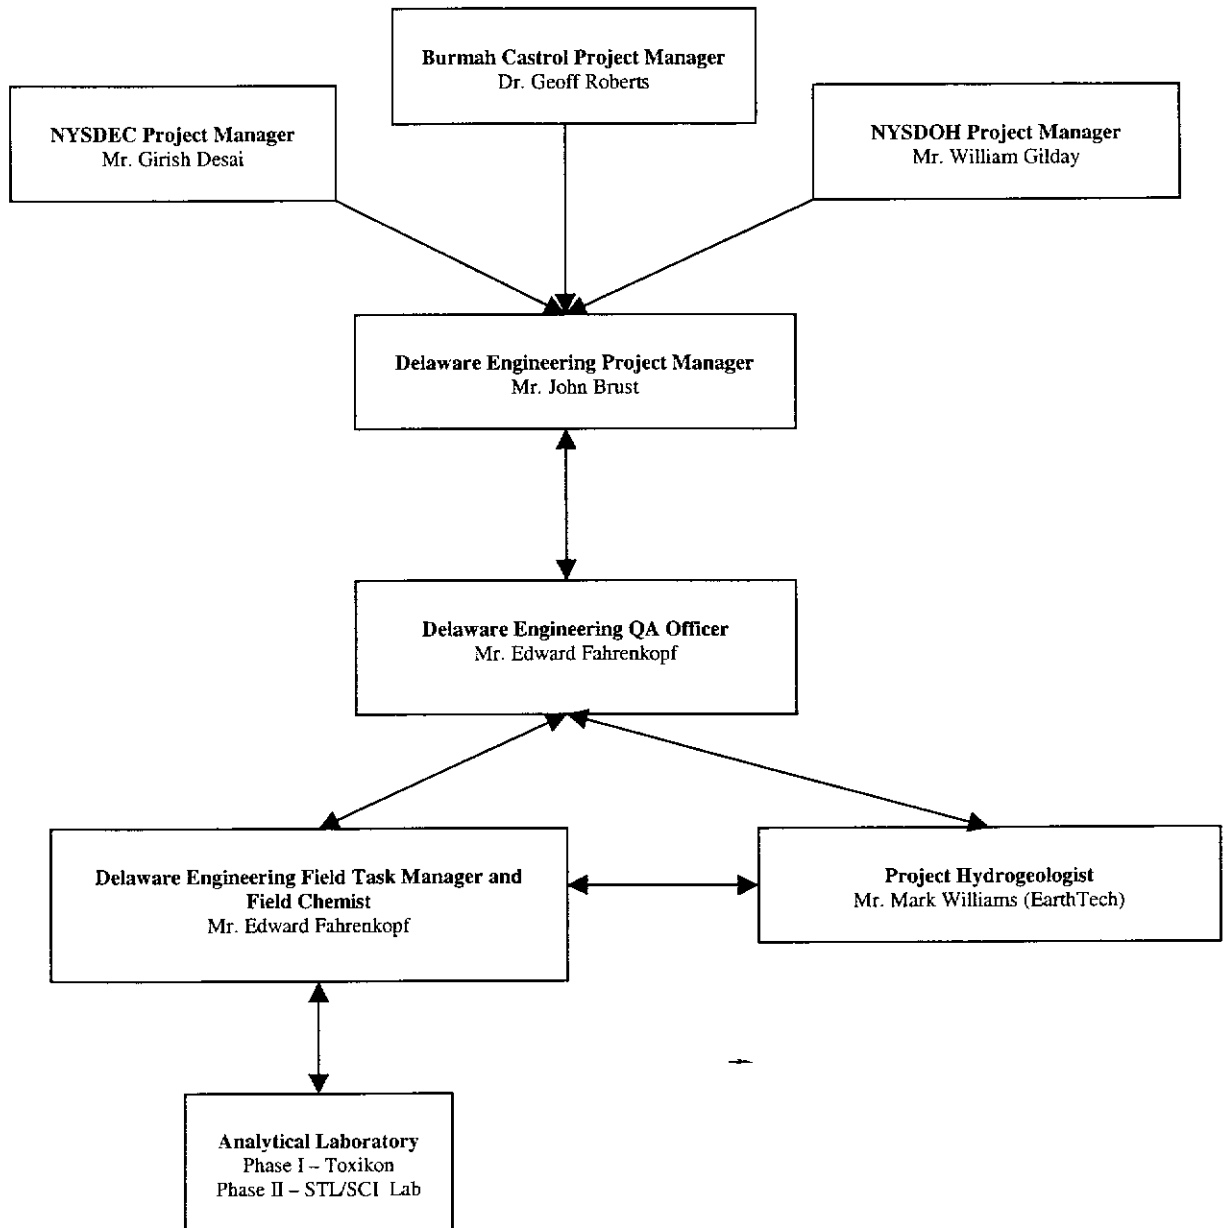 Burmah Castrol Project Manager
Dr. Geoff Roberts
NYSDEC Project Manager
Mr. Girish Desai
NYSDOH Project Manager
Mr. William Gilday
Delaware Engineering Project Manager
Mr. John Brust
Delaware Engineering QA Officer
Mr. Edward Fahrenkopf
Delaware Engineering Field Task Manager and
Field Chemist
Mr. Edward Fahrenkopf
Project Hydrogeologist
Mr. Mark Williams (EarthTech)
Analytical Laboratory
Phase I – Toxikon
Phase II – STL/SCI Lab